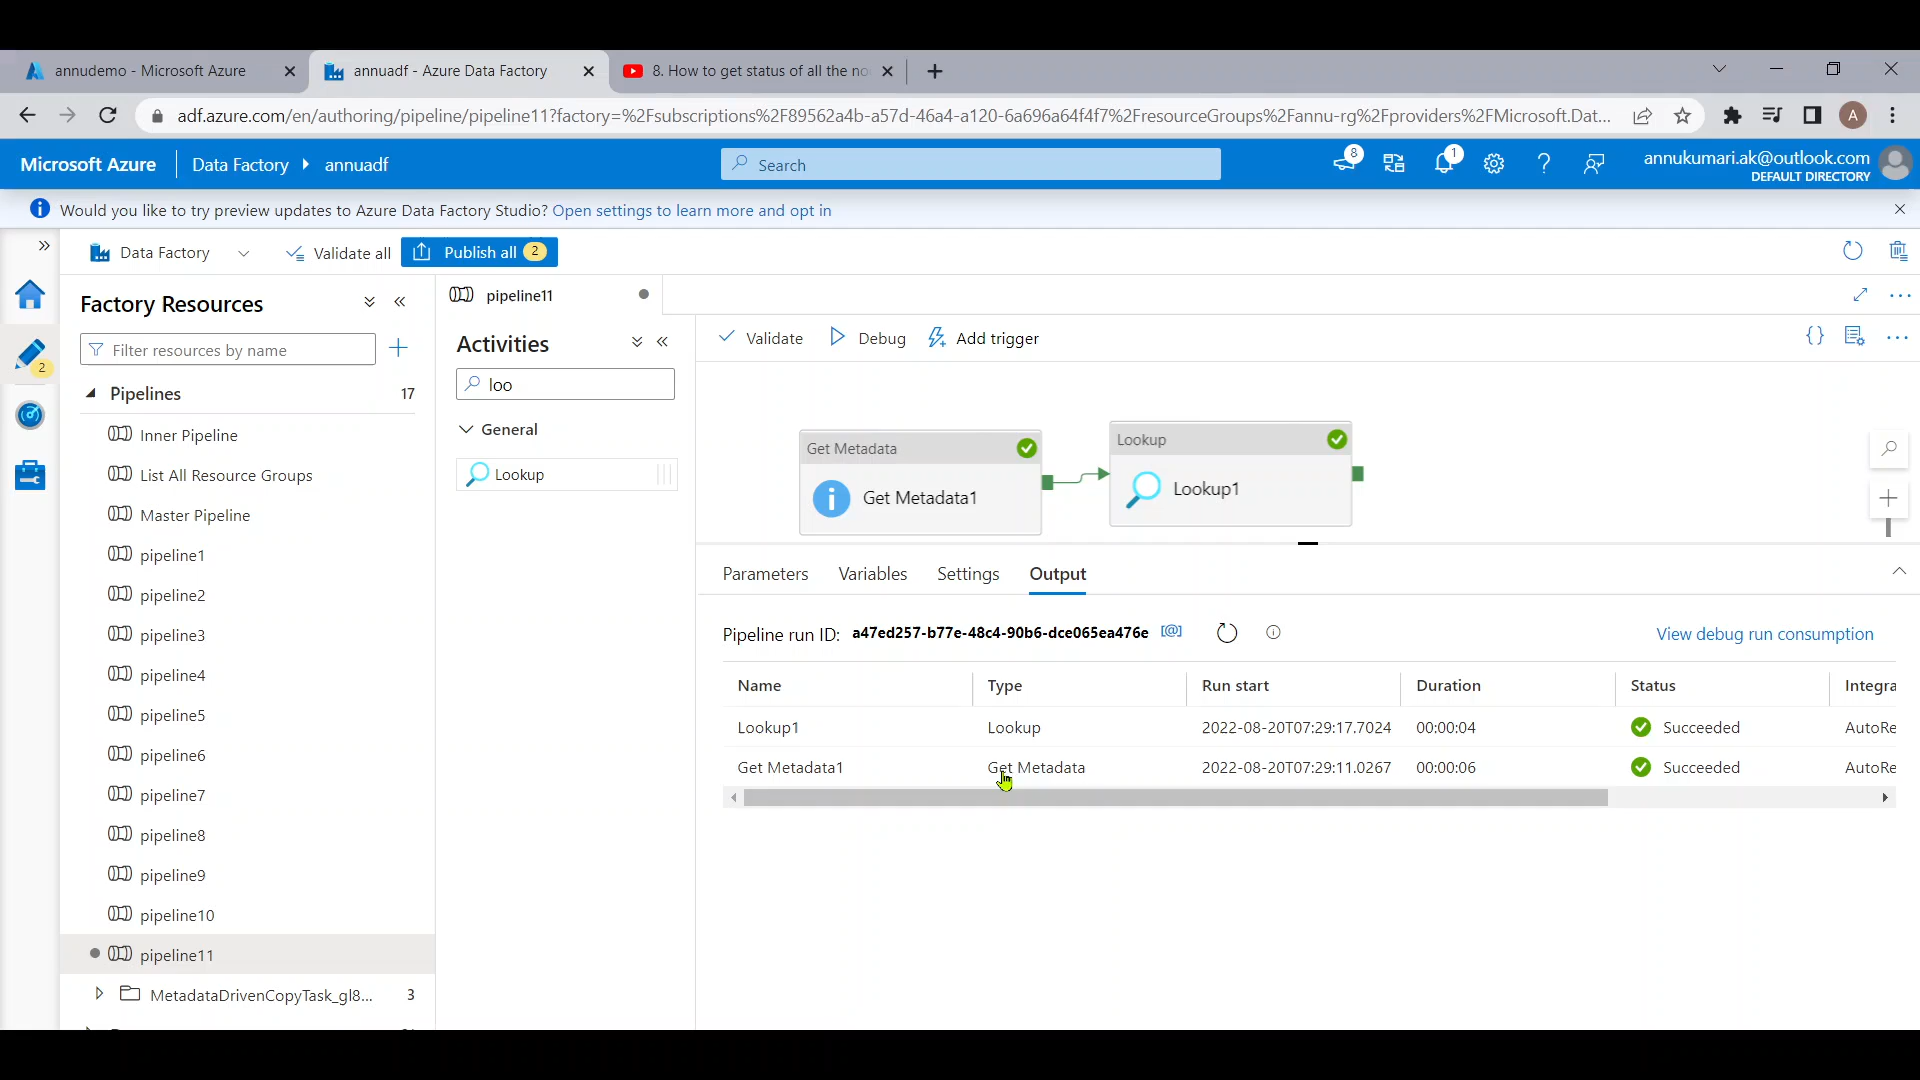 annudemo - Microsoft Azure
annuadf - Azure Data Factory
8. How to get status of all the no
adf.azure.com/en/authoring/pipeline/pipeline11?factory=%2Fsubscriptions%2F89562a4b-a57d-46a4-a120-6a696a64f4f7%2FresourceGroups%2Fannu-rg%2Fproviders%2FMicrosoft.Dat...
A
Microsoft Azure
Data Factory
annuadf
Search
8
1
annukumari.ak@outlook.com
DEFAULT DIRECTORY
Would you like to try preview updates to Azure Data Factory Studio? Open settings to learn more and opt in
Data Factory
Validate all
Publish all 2
Factory Resources
pipeline11
Filter resources by name
2
Activities
loo
Validate
Debug
Add trigger
Pipelines 17
Inner Pipeline
List All Resource Groups
Master Pipeline
pipeline1
pipeline2
pipeline3
pipeline4
pipeline5
pipeline6
pipeline7
pipeline8
pipeline9
pipeline10
pipeline11
MetadataDrivenCopyTask_gl8... 3
General
Lookup
Get Metadata
Get Metadata1
Lookup
Lookup1
Parameters Variables Settings Output
Pipeline run ID: a47ed257-b77e-48c4-90b6-dce065ea476e
View debug run consumption
Name Type Run start Duration Status Integra
Lookup1 Lookup 2022-08-20T07:29:17.7024 00:00:04 Succeeded AutoRe
Get Metadata1 Get Metadata 2022-08-20T07:29:11.0267 00:00:06 Succeeded AutoRe